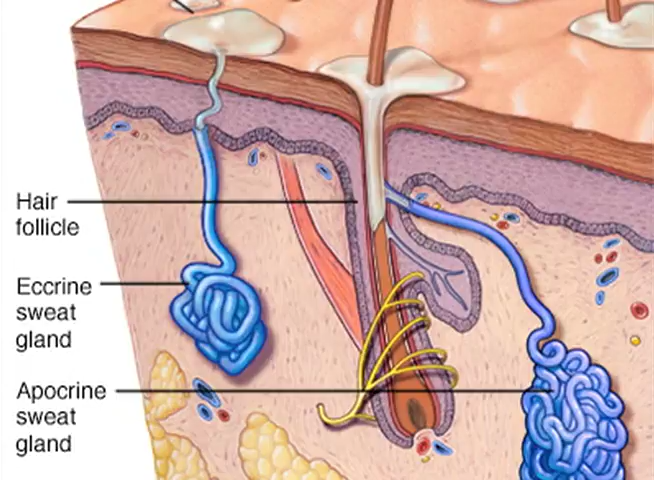 Hair
follicle
Eccrine
sweat
gland
Apocrine
sweat
gland